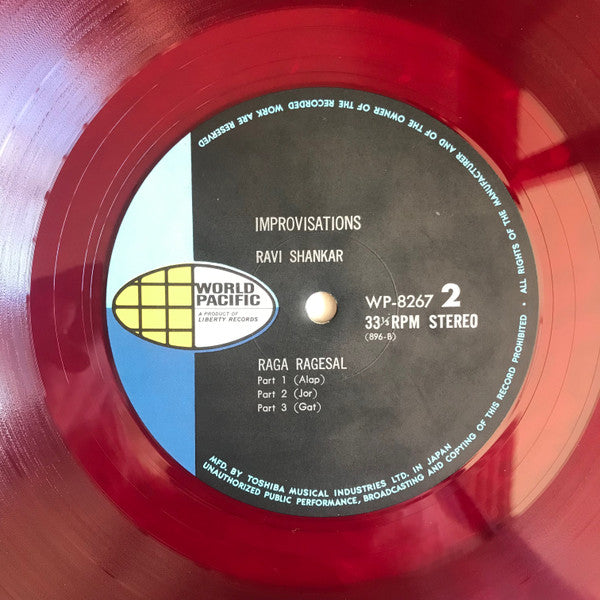 IMPROVISATIONS
RAVI SHANKAR
WORLD
PACIFIC
A PRODUCT OF
LIBERTY RECORDS
WP-8267 2
33⅓ RPM STEREO
(896-B)
RAGA RAGESAL
Part 1 (Alap)
Part 2 (Jor)
Part 3 (Gat)
MFD. BY TOSHIBA MUSICAL INDUSTRIES LTD. IN JAPAN
ALL RIGHTS OF THE MANUFACTURER AND OF THE OWNER OF THE RECORDED WORK ARE RESERVED
UNAUTHORIZED PUBLIC PERFORMANCE, BROADCASTING AND COPYING OF THIS RECORD PROHIBITED ·